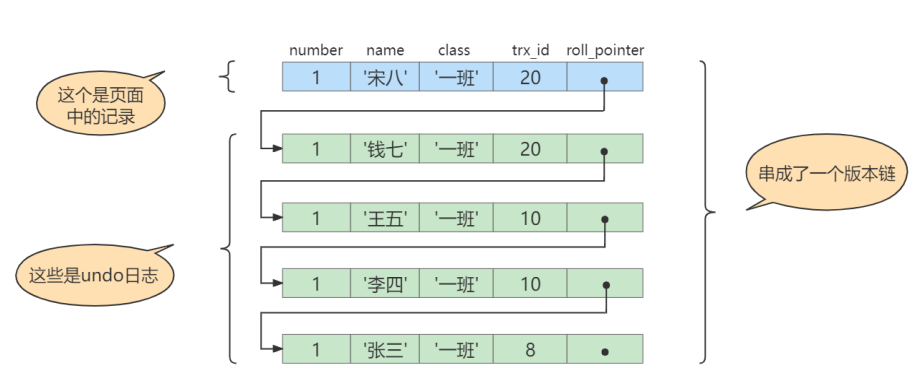 number name class trx_id roll_pointer
1 '宋八' '一班' 20
这个是页面
中的记录
1 '钱七' '一班' 20
串成了一个版本链
1 '王五' '一班' 10
这些是undo日志
1 '李四' '一班' 10
1 '张三' '一班' 8